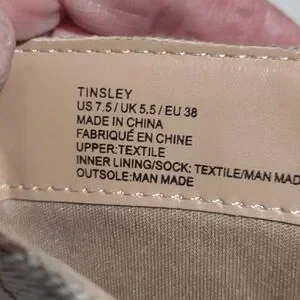 TINSLEY
US 7.5 / UK 5.5 / EU 38
MADE IN CHINA
FABRIQUÉ EN CHINE
UPPER:TEXTILE
INNER LINING/SOCK: TEXTILE/MAN MAD
OUTSOLE:MAN MADE